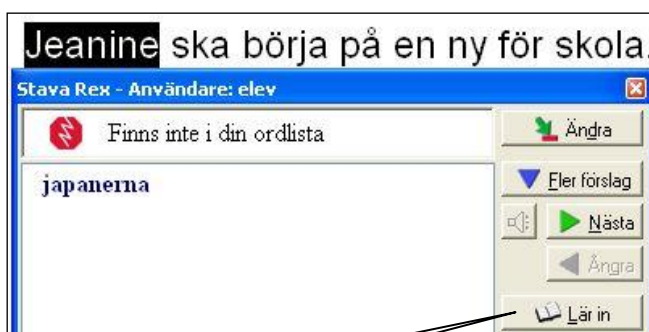 Jeanine ska börja på en ny för skola.
Stava Rex - Användare: elev
Finns inte i din ordlista
Ändra
japanerna
Fler förslag
Nästa
Ångra
Lär in